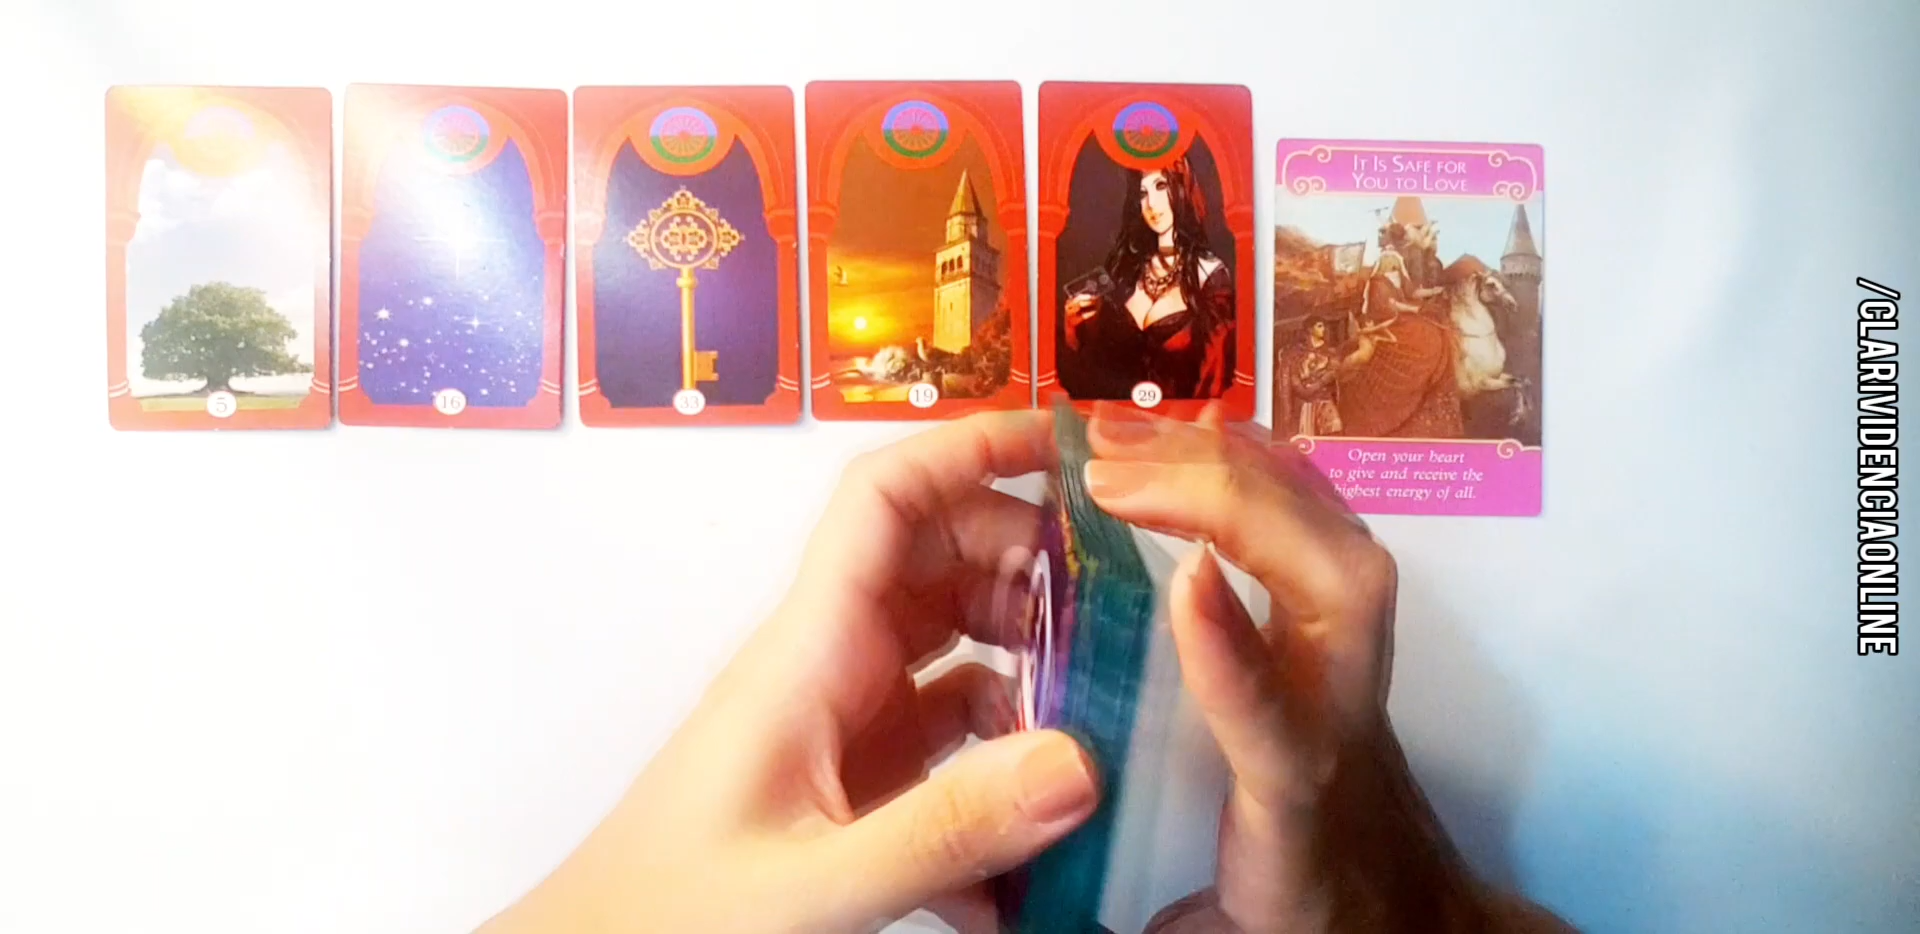 5
16
33
19
29
IT IS SAFE FOR
YOU TO LOVE
Open your heart
to give and receive the
highest energy of all.
/CLARIVIDENCIAONLINE